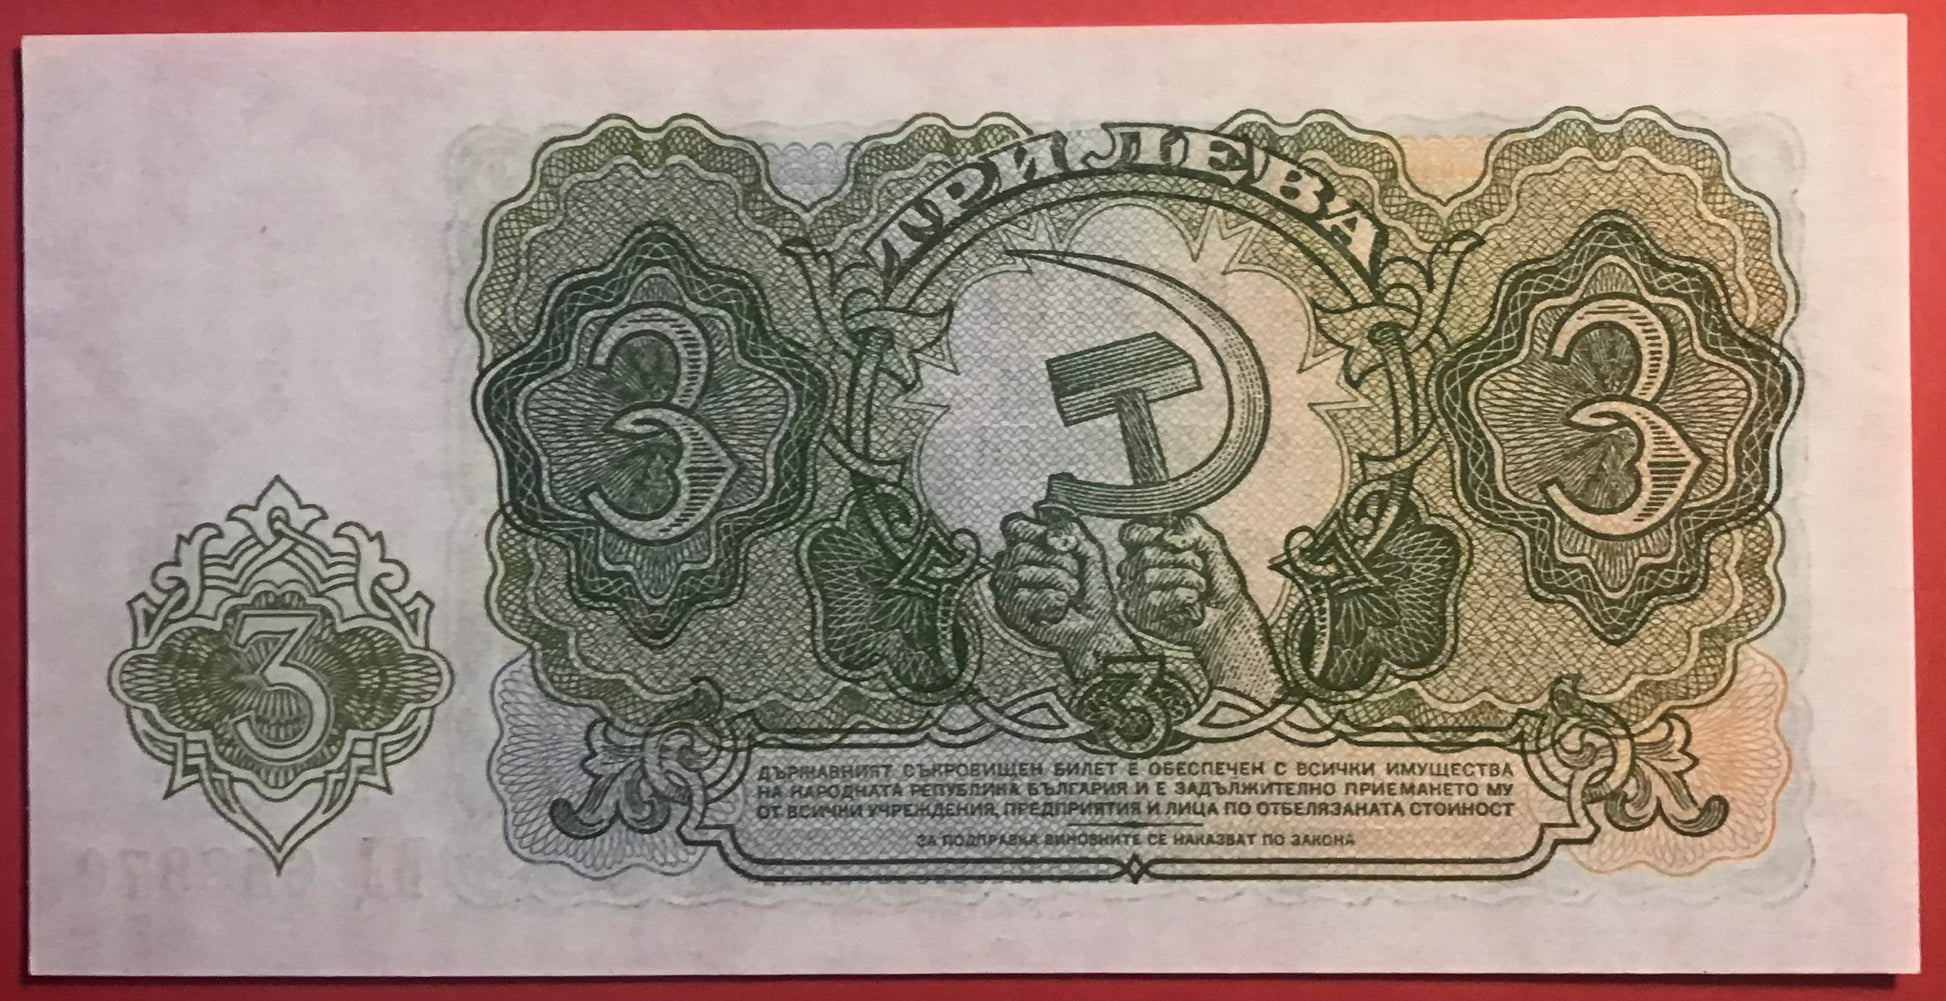 ТРИ ЛЕВА
3
3
3
3
ДЪРЖАВНИЯТ СЪКРОВИЩЕН БИЛЕТ Е ОБЕСПЕЧЕН С ВСИЧКИ ИМУЩЕСТВА
НА НАРОДНАТА РЕПУБЛИКА БЪЛГАРИЯ И Е ЗАДЪЛЖИТЕЛНО ПРИЕМАНЕТО МУ
ОТ ВСИЧКИ УЧРЕЖДЕНИЯ, ПРЕДПРИЯТИЯ И ЛИЦА ПО ОТБЕЛЯЗАНАТА СТОЙНОСТ
ЗА ПОДПРАВКА ВИНОВНИТЕ СЕ НАКАЗВАТ ПО ЗАКОНА